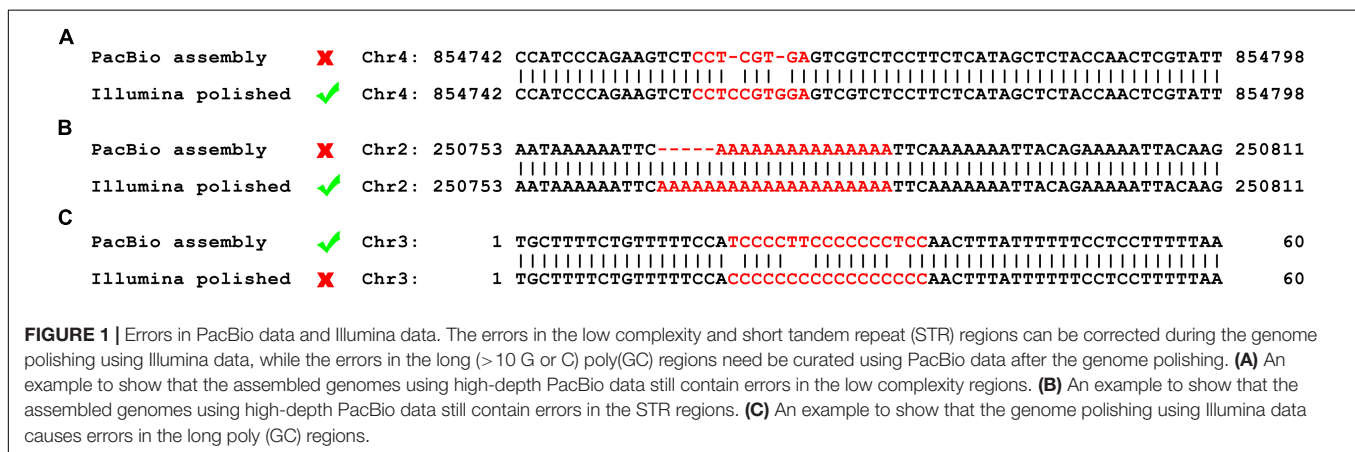 A
PacBio assembly ✘ Chr4: 854742 CCATCCCAGAAGTCTCCT-CGT-GAGTCGTCTCCTTCTCATAGCTCTACCAACTCGTATT 854798
Illumina polished ✔ Chr4: 854742 CCATCCCAGAAGTCTCCTCCGTGGAGTCGTCTCCTTCTCATAGCTCTACCAACTCGTATT 854798
B
PacBio assembly ✘ Chr2: 250753 AATAAAAAATTC-----AAAAAAAAAAAAAAATTCAAAAAAATTACAGAAAAATTACAAG 250811
Illumina polished ✔ Chr2: 250753 AATAAAAAATTCAAAAAAAAAAAAAAAAAAAATTCAAAAAAATTACAGAAAAATTACAAG 250811
C
PacBio assembly ✔ Chr3: 1 TGCTTTTCTGTTTTTCCATCCCCTTCCCCCCCTCCAACTTTATTTTTTCCTCCTTTTTAA 60
Illumina polished ✘ Chr3: 1 TGCTTTTCTGTTTTTCCACCCCCCCCCCCCCCCCCAACTTTATTTTTTCCTCCTTTTTAA 60
FIGURE 1 | Errors in PacBio data and Illumina data. The errors in the low complexity and short tandem repeat (STR) regions can be corrected during the genome
polishing using Illumina data, while the errors in the long (>10 G or C) poly(GC) regions need be curated using PacBio data after the genome polishing. (A) An
example to show that the assembled genomes using high-depth PacBio data still contain errors in the low complexity regions. (B) An example to show that the
assembled genomes using high-depth PacBio data still contain errors in the STR regions. (C) An example to show that the genome polishing using Illumina data
causes errors in the long poly (GC) regions.